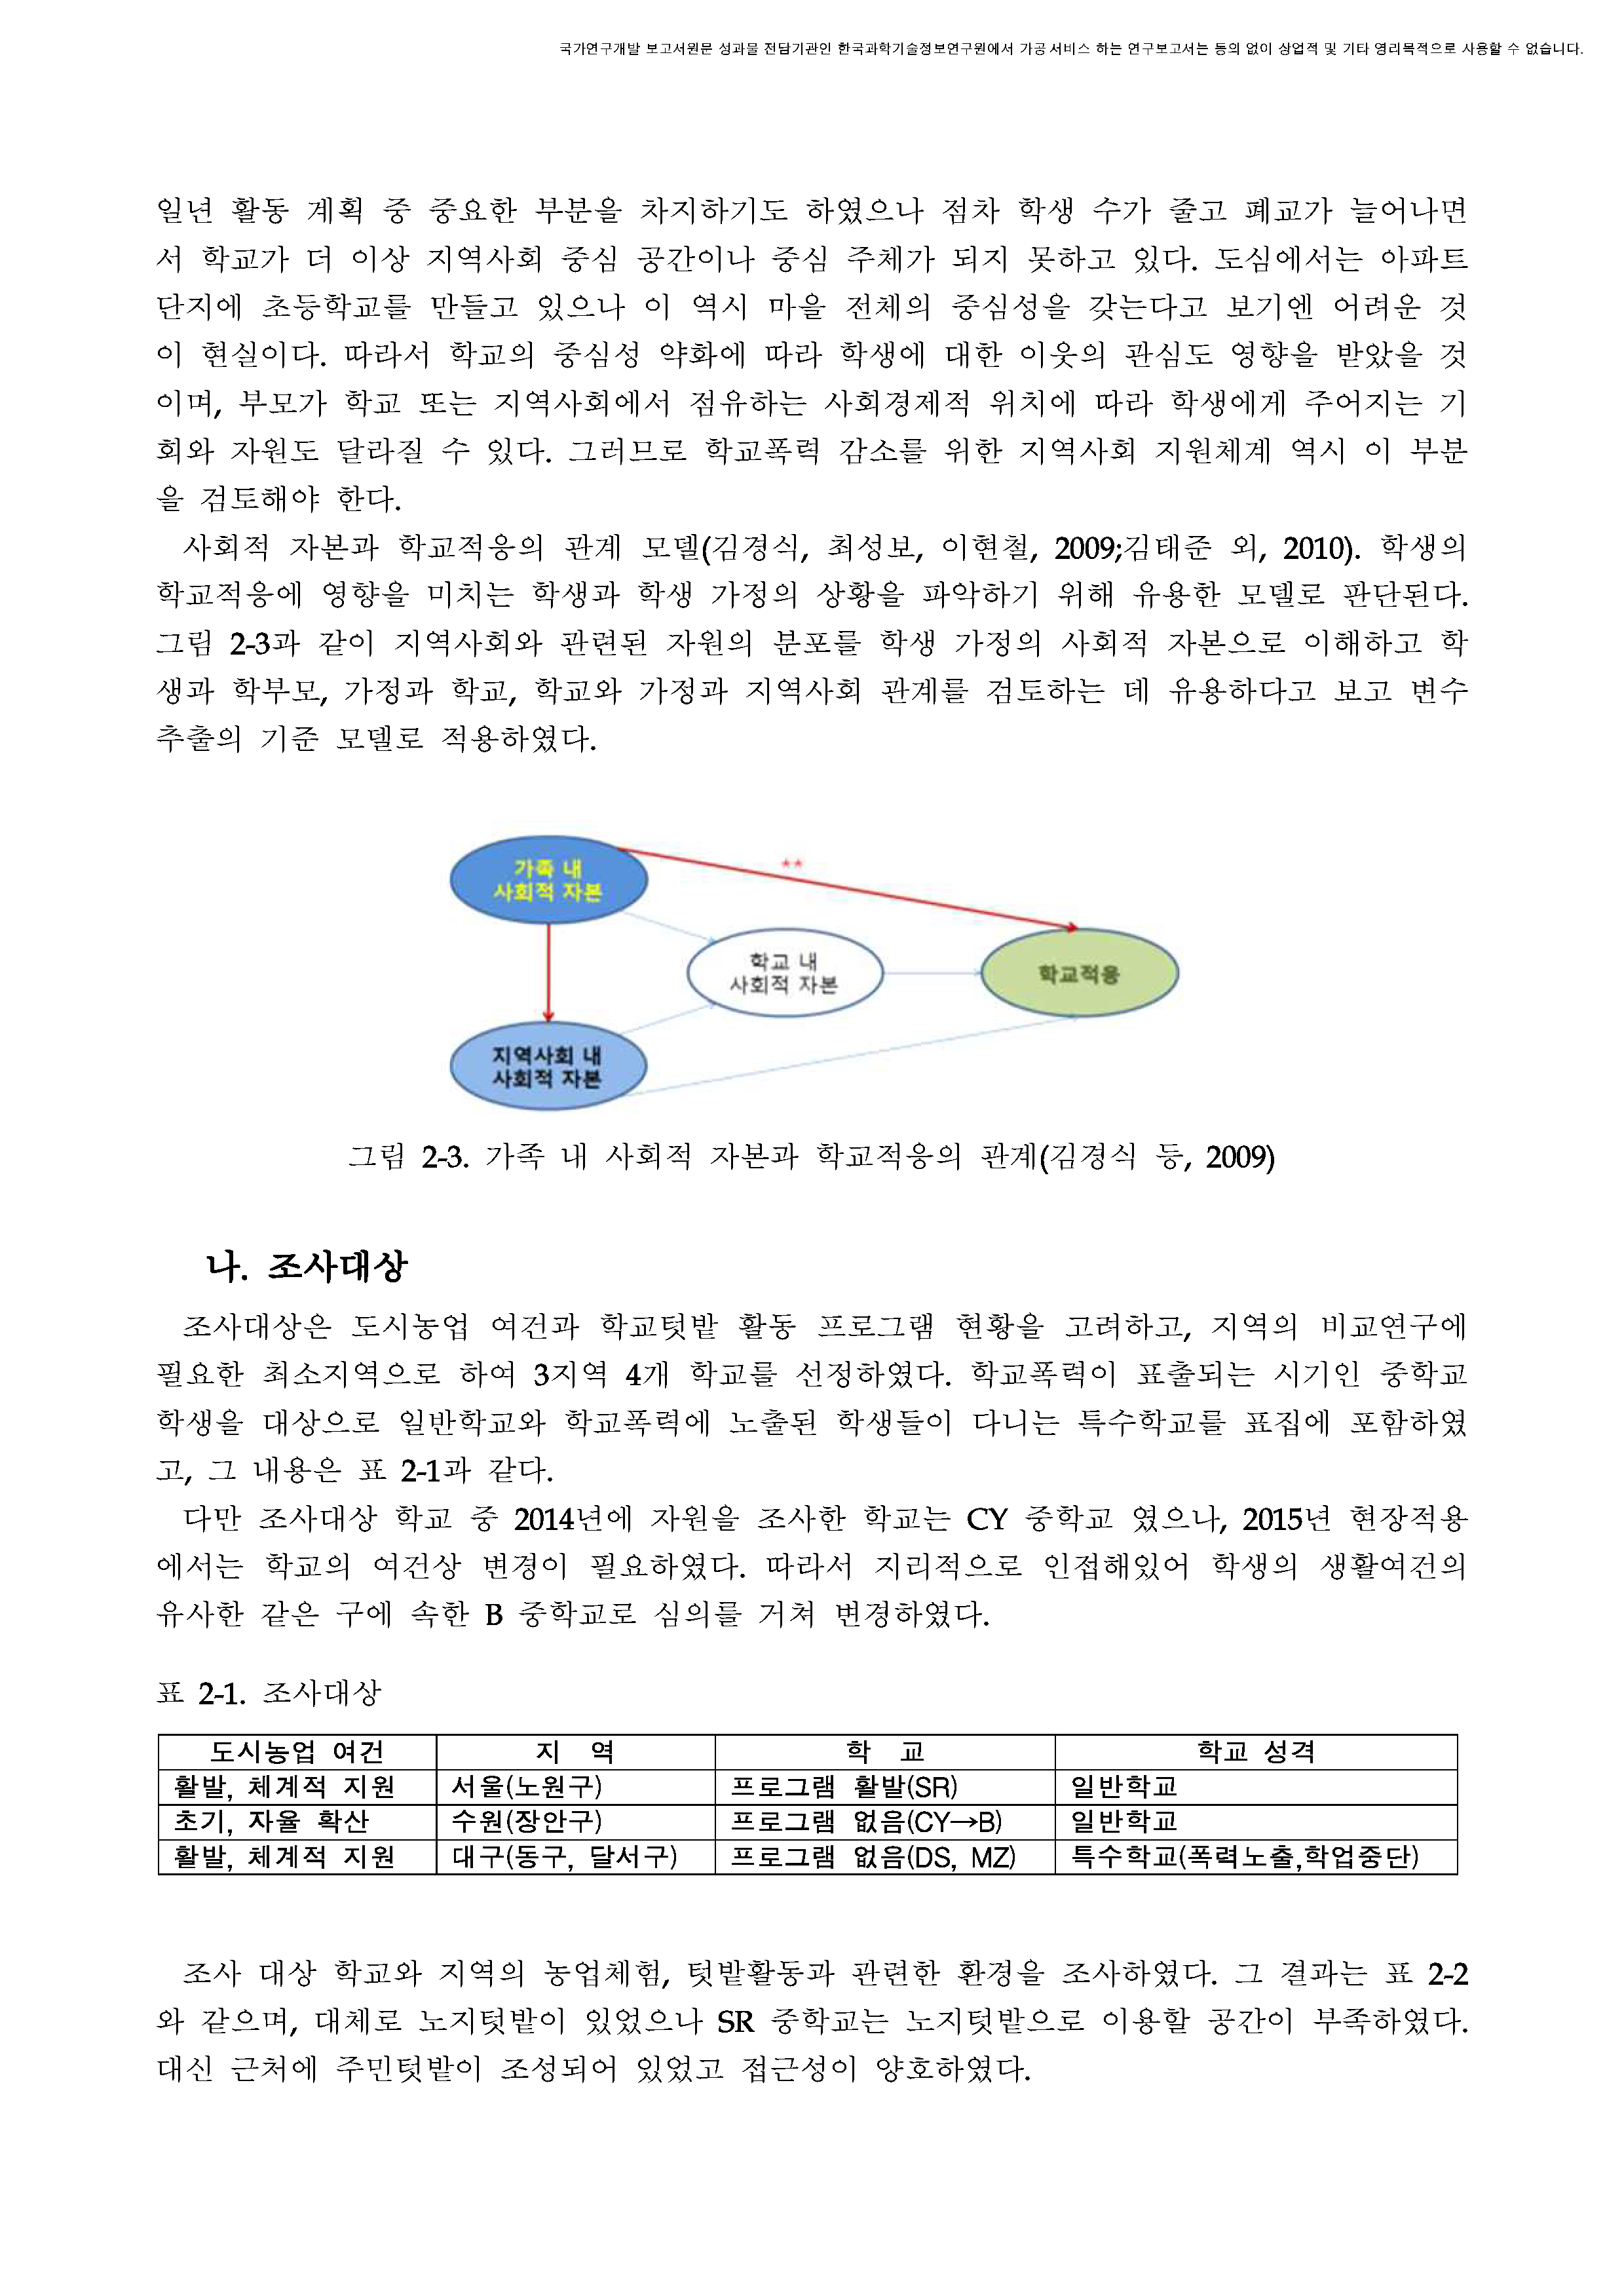 국가연구개발 보고서원문 성과물 전담기관인 한국과학기술정보연구원에서 가공·서비스 하는 연구보고서는 동의 없이 상업적 및 기타 영리목적으로 사용할 수 없습니다.
일년 활동 계획 중 중요한 부분을 차지하기도 하였으나 점차 학생 수가 줄고 폐교가 늘어나면
서 학교가 더 이상 지역사회 중심 공간이나 중심 주체가 되지 못하고 있다. 도심에서는 아파트
단지에 초등학교를 만들고 있으나 이 역시 마을 전체의 중심성을 갖는다고 보기엔 어려운 것
이 현실이다. 따라서 학교의 중심성 약화에 따라 학생에 대한 이웃의 관심도 영향을 받았을 것
이며, 부모가 학교 또는 지역사회에서 점유하는 사회경제적 위치에 따라 학생에게 주어지는 기
회와 자원도 달라질 수 있다. 그러므로 학교폭력 감소를 위한 지역사회 지원체계 역시 이 부분
을 검토해야 한다.
사회적 자본과 학교적응의 관계 모델(김경식, 최성보, 이현철, 2009;김태준 외, 2010). 학생의
학교적응에 영향을 미치는 학생과 학생 가정의 상황을 파악하기 위해 유용한 모델로 판단된다.
그림 2-3과 같이 지역사회와 관련된 자원의 분포를 학생 가정의 사회적 자본으로 이해하고 학
생과 학부모, 가정과 학교, 학교와 가정과 지역사회 관계를 검토하는 데 유용하다고 보고 변수
추출의 기준 모델로 적용하였다.
가족 내
사회적 자본
**
학교 내
사회적 자본
학교적응
지역사회 내
사회적 자본
그림 2-3. 가족 내 사회적 자본과 학교적응의 관계(김경식 등, 2009)
나. 조사대상
조사대상은 도시농업 여건과 학교텃밭 활동 프로그램 현황을 고려하고, 지역의 비교연구에
필요한 최소지역으로 하여 3지역 4개 학교를 선정하였다. 학교폭력이 표출되는 시기인 중학교
학생을 대상으로 일반학교와 학교폭력에 노출된 학생들이 다니는 특수학교를 표집에 포함하였
고, 그 내용은 표 2-1과 같다.
다만 조사대상 학교 중 2014년에 자원을 조사한 학교는 CY 중학교 였으나, 2015년 현장적용
에서는 학교의 여건상 변경이 필요하였다. 따라서 지리적으로 인접해있어 학생의 생활여건의
유사한 같은 구에 속한 B 중학교로 심의를 거쳐 변경하였다.
표 2-1. 조사대상
도시농업 여건 지 역 학 교 학교 성격
활발, 체계적 지원 서울(노원구) 프로그램 활발(SR) 일반학교
초기, 자율 확산 수원(장안구) 프로그램 없음(CY→B) 일반학교
활발, 체계적 지원 대구(동구, 달서구) 프로그램 없음(DS, MZ) 특수학교(폭력노출,학업중단)
조사 대상 학교와 지역의 농업체험, 텃밭활동과 관련한 환경을 조사하였다. 그 결과는 표 2-2
와 같으며, 대체로 노지텃밭이 있었으나 SR 중학교는 노지텃밭으로 이용할 공간이 부족하였다.
대신 근처에 주민텃밭이 조성되어 있었고 접근성이 양호하였다.